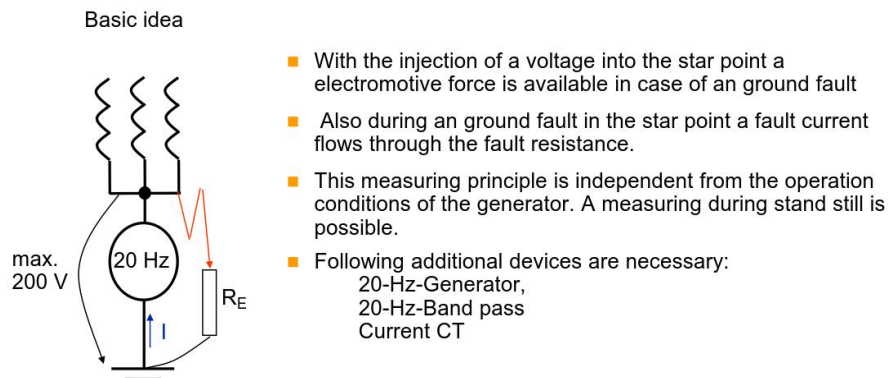 Basic idea
With the injection of a voltage into the star point a
electromotive force is available in case of an ground fault
Also during an ground fault in the star point a fault current
flows through the fault resistance.
This measuring principle is independent from the operation
conditions of the generator. A measuring during stand still is
possible.
Following additional devices are necessary:
20-Hz-Generator,
20-Hz-Band pass
Current CT
max.
200 V
20 Hz
I
RE